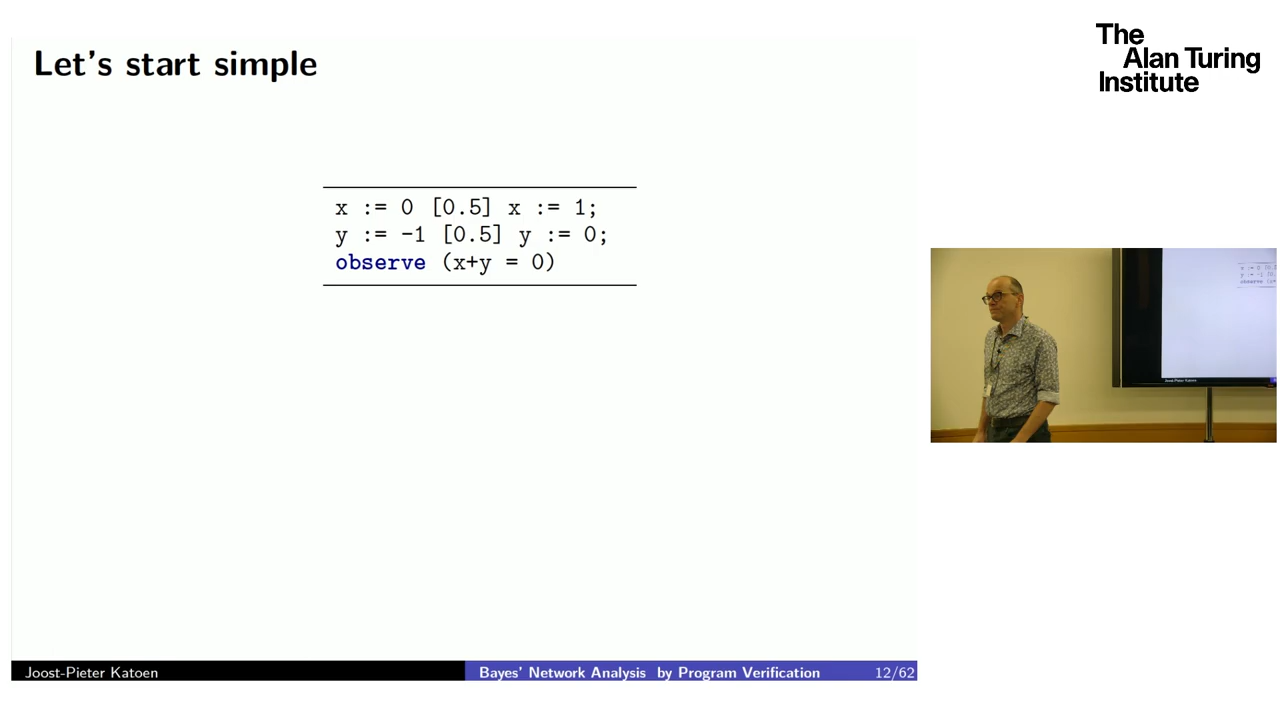 Let's start simple
The
Alan Turing
Institute
x := 0 [0.5] x := 1;
y := -1 [0.5] y := 0;
observe (x+y = 0)
Joost-Pieter Katoen
Bayes' Network Analysis by Program Verification
12/62